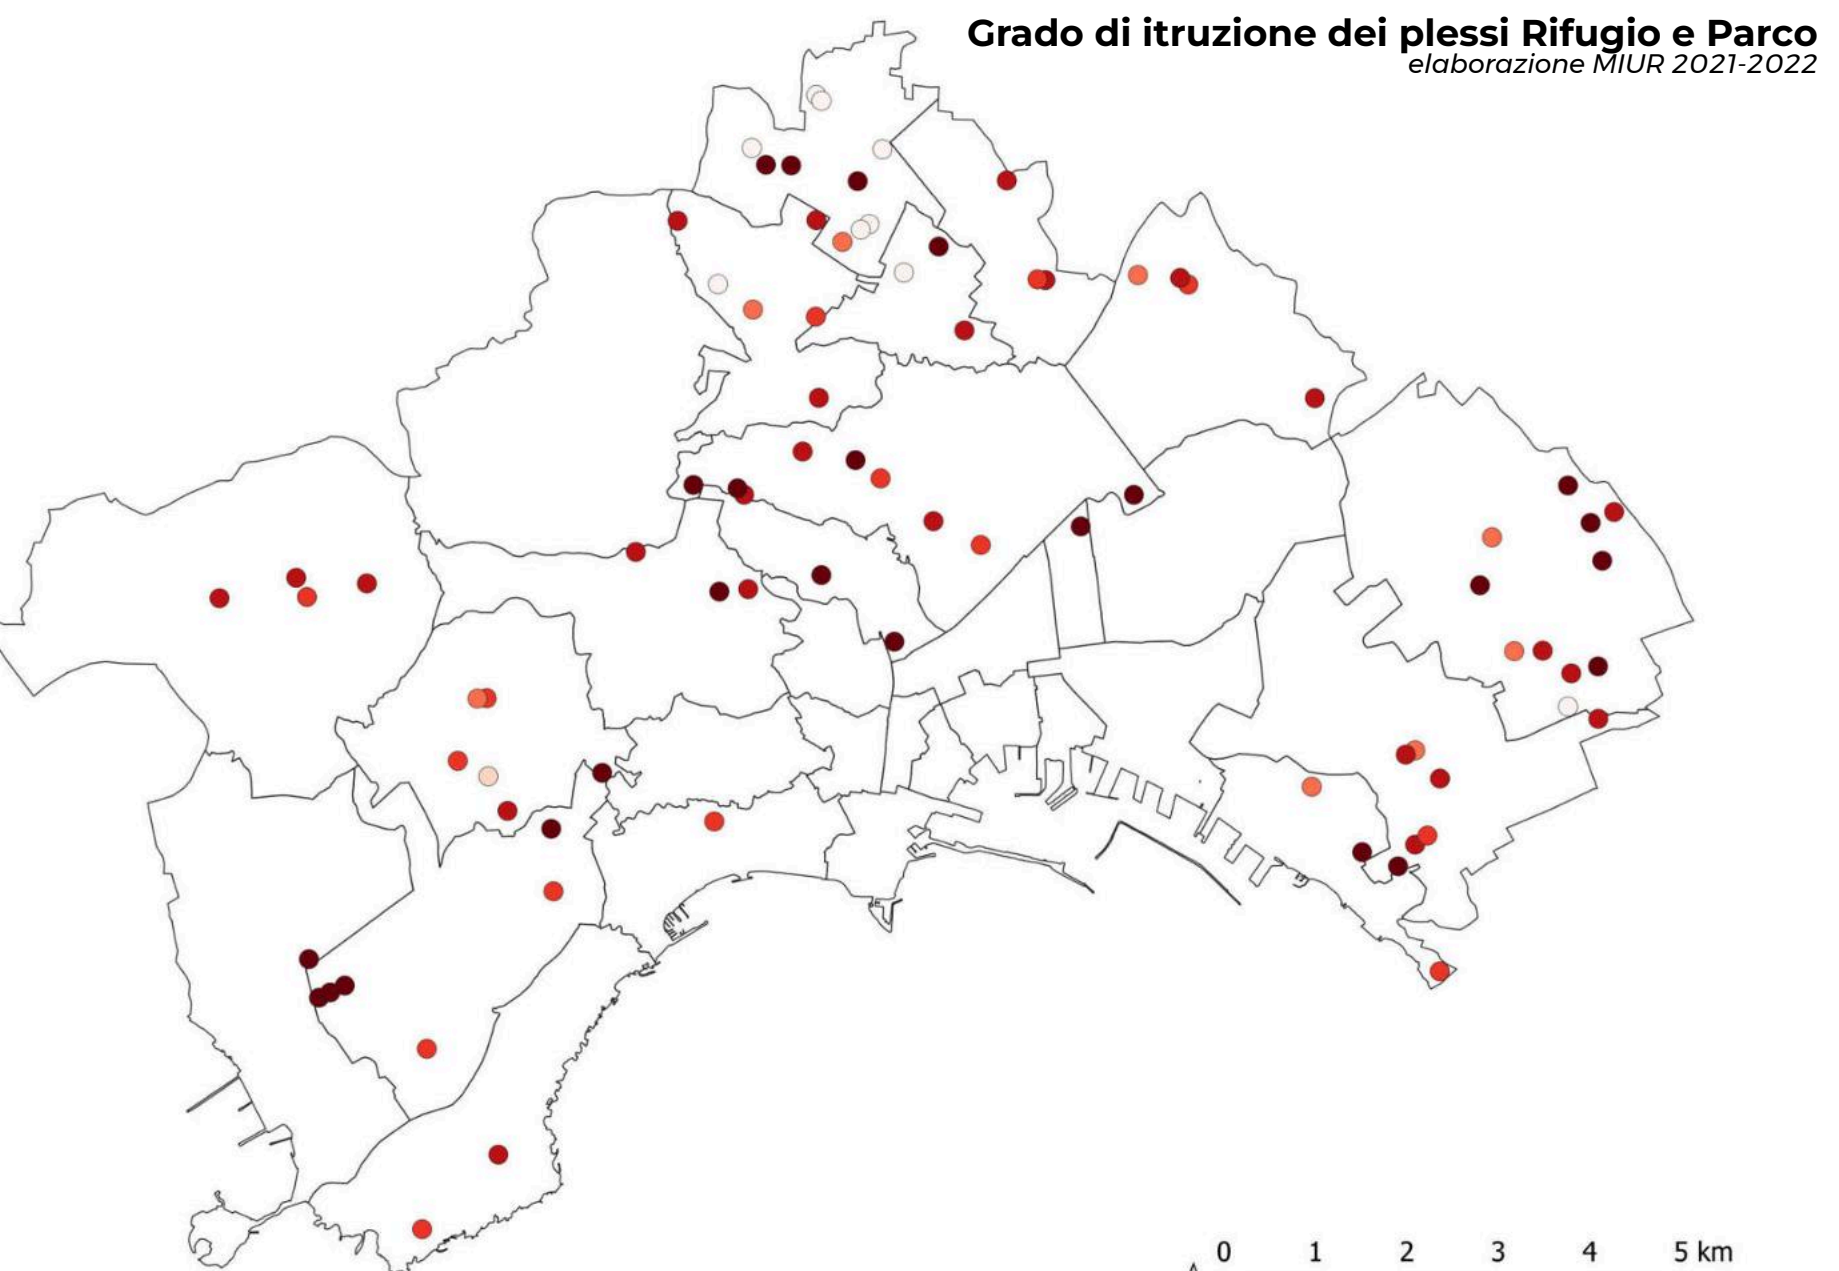 Grado di itruzione dei plessi Rifugio e Parco
elaborazione MIUR 2021-2022
0 1 2 3 4 5 km